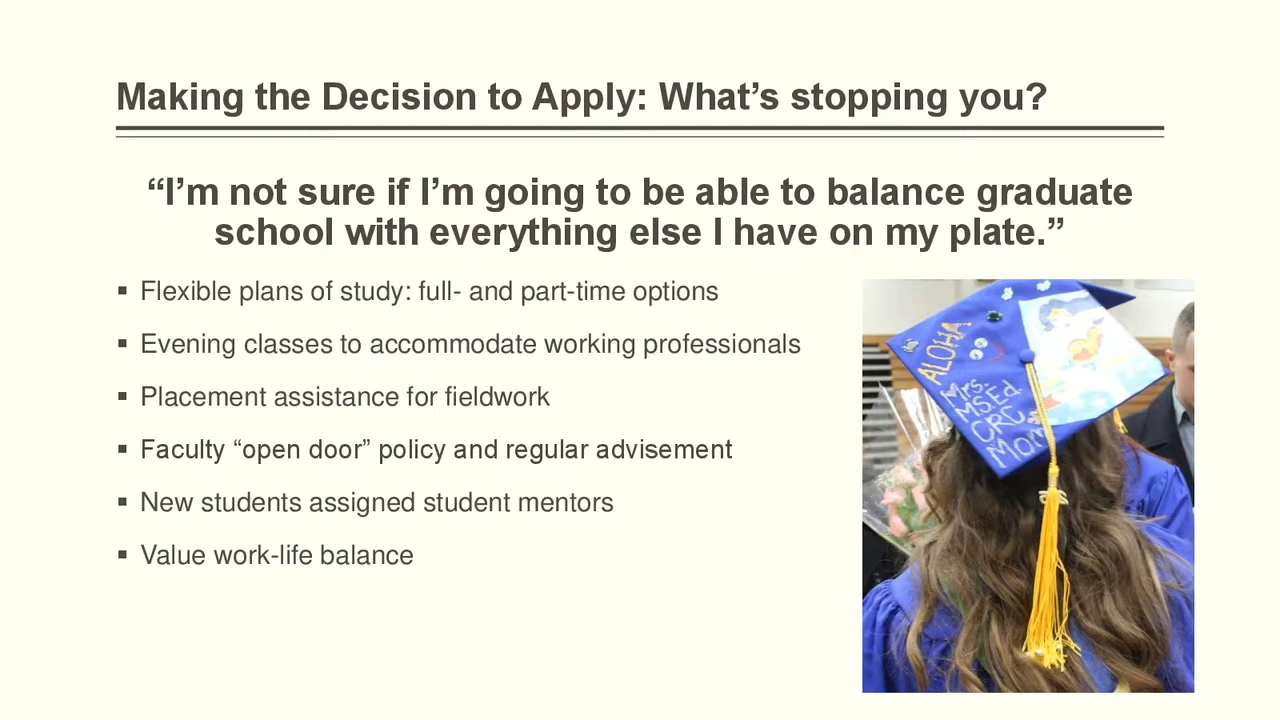 Making the Decision to Apply: What’s stopping you?
“I’m not sure if I’m going to be able to balance graduate
school with everything else I have on my plate.”
▪ Flexible plans of study: full- and part-time options
▪ Evening classes to accommodate working professionals
▪ Placement assistance for fieldwork
▪ Faculty “open door” policy and regular advisement
▪ New students assigned student mentors
▪ Value work-life balance
ALOHA
Mrs.
MS.Ed.
CRC
Mom